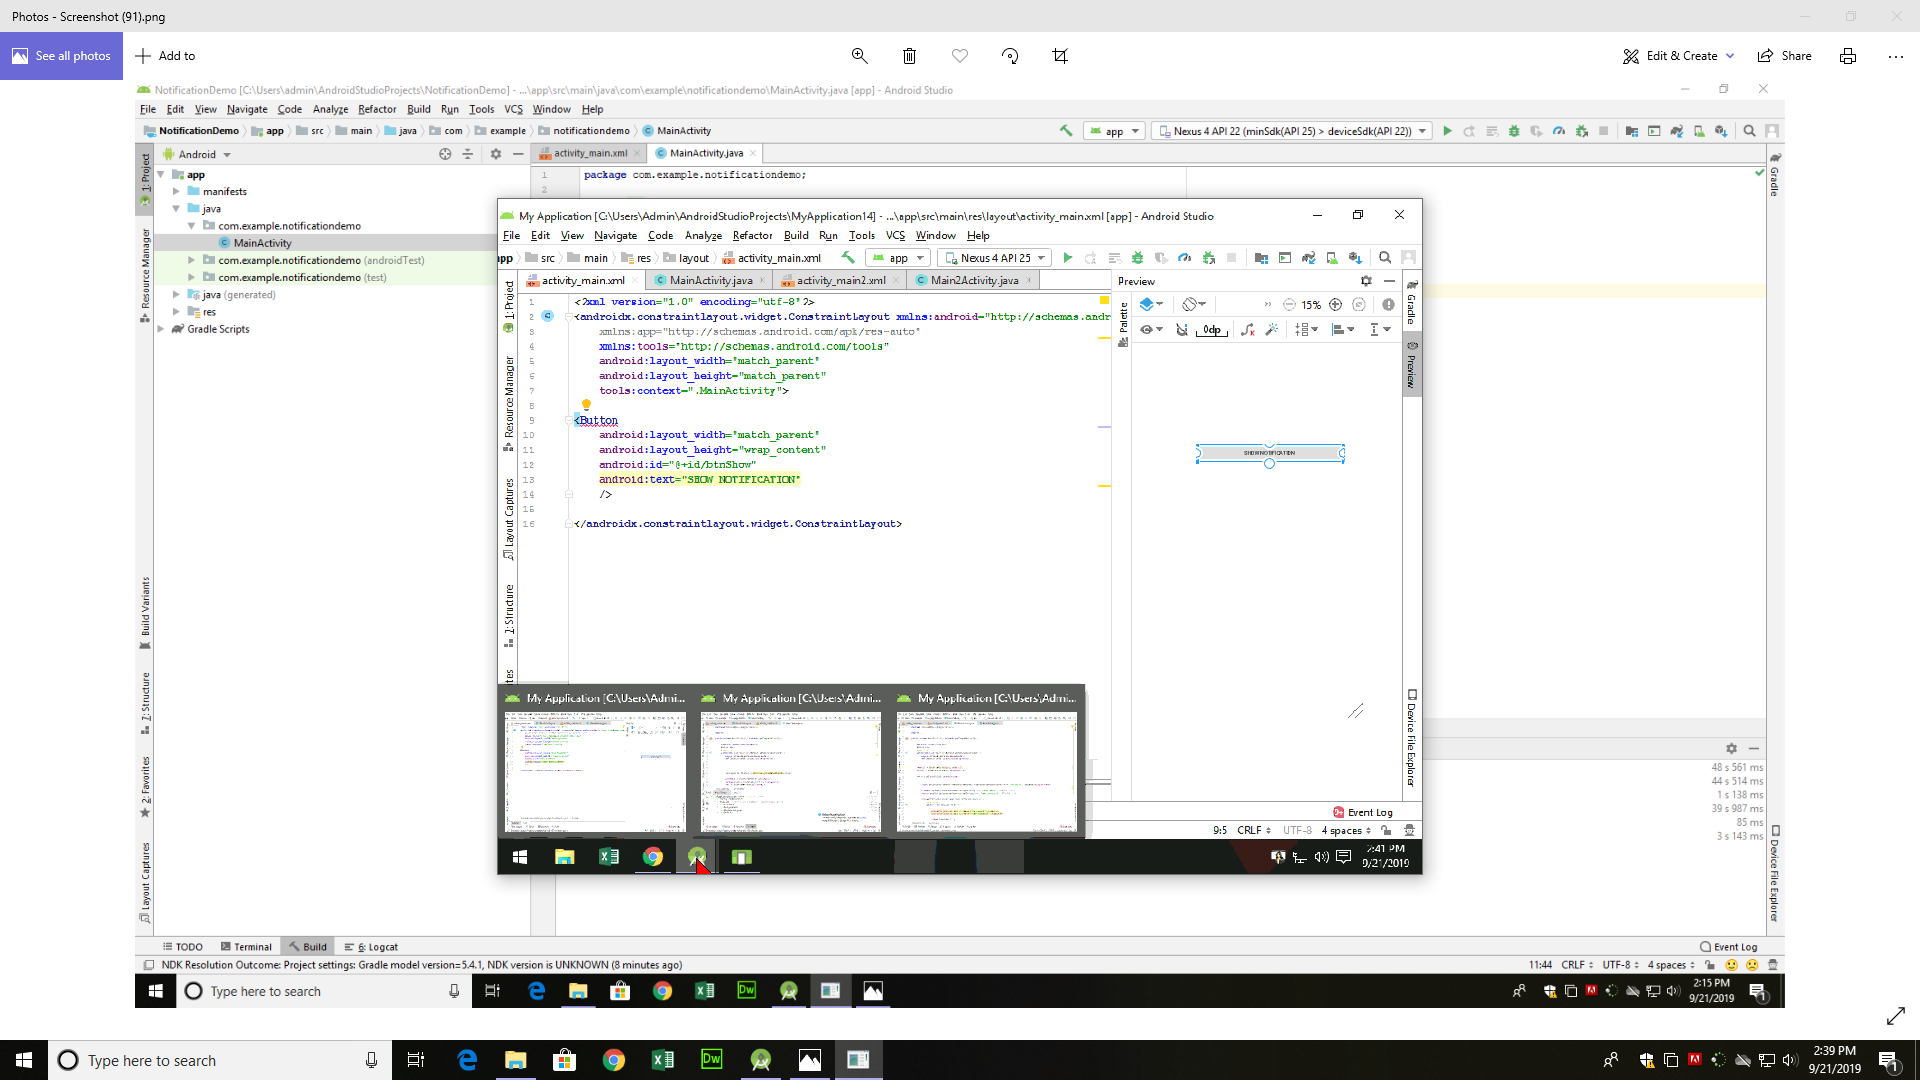 Photos - Screenshot (91).png
See all photos
Add to
Edit & Create
Share
NotificationDemo [C:\Users\admin\AndroidStudioProjects\NotificationDemo] - ...\app\src\main\java\com\example\notificationdemo\MainActivity.java [app] - Android Studio
File Edit View Navigate Code Analyze Refactor Build Run Tools VCS Window Help
NotificationDemo app src main java com example notificationdemo MainActivity
app
Nexus 4 API 22 (minSdk(API 25) > deviceSdk(API 22))
Android
activity_main.xml
MainActivity.java
1: Project
Resource Manager
Build Variants
7: Structure
2: Favorites
Layout Captures
Gradle
Device File Explorer
app
manifests
java
com.example.notificationdemo
MainActivity
com.example.notificationdemo (androidTest)
com.example.notificationdemo (test)
java (generated)
res
Gradle Scripts
1 package com.example.notificationdemo;
2
My Application [C:\Users\Admin\AndroidStudioProjects\MyApplication14] - ...\app\src\main\res\layout\activity_main.xml [app] - Android Studio
File Edit View Navigate Code Analyze Refactor Build Run Tools VCS Window Help
app src main res layout activity_main.xml
app
Nexus 4 API 25
activity_main.xml
MainActivity.java
activity_main2.xml
Main2Activity.java
1: Project
Resource Manager
Layout Captures
7: Structure
1 <?xml version="1.0" encoding="utf-8"?>
2 <androidx.constraintlayout.widget.ConstraintLayout xmlns:android="http://schemas.andr
3 xmlns:app="http://schemas.android.com/apk/res-auto"
4 xmlns:tools="http://schemas.android.com/tools"
5 android:layout_width="match_parent"
6 android:layout_height="match_parent"
7 tools:context=".MainActivity">
8
9 <Button
10 android:layout_width="match_parent"
11 android:layout_height="wrap_content"
12 android:id="@+id/btnShow"
13 android:text="SHOW NOTIFICATION"
14 />
15
16 </androidx.constraintlayout.widget.ConstraintLayout>
Preview
Palette
15%
0dp
SHOW NOTIFICATION
Gradle
Preview
Device File Explorer
My Application [C:\Users\Admi...
My Application [C:\Users\Admi...
My Application [C:\Users\Admi...
Event Log
9:5 CRLF UTF-8 4 spaces
2:41 PM
9/21/2019
48 s 561 ms
44 s 514 ms
1 s 138 ms
39 s 987 ms
85 ms
3 s 143 ms
TODO
Terminal
Build
6: Logcat
Event Log
NDK Resolution Outcome: Project settings: Gradle model version=5.4.1, NDK version is UNKNOWN (8 minutes ago)
11:44 CRLF UTF-8 4 spaces
Type here to search
Dw
2:15 PM
9/21/2019
1
Type here to search
Dw
2:39 PM
9/21/2019
1